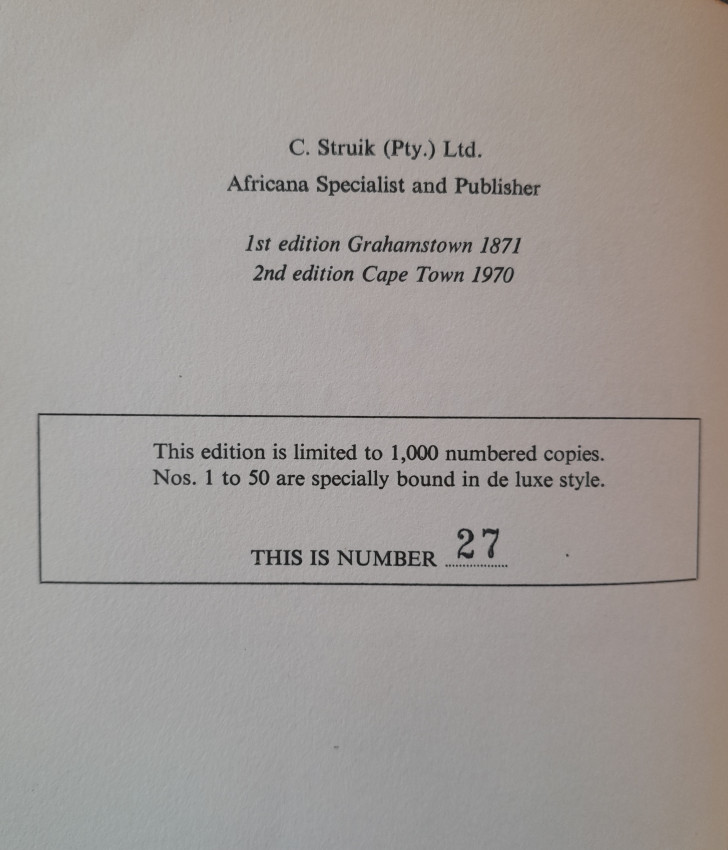 C. Struik (Pty.) Ltd.
Africana Specialist and Publisher
1st edition Grahamstown 1871
2nd edition Cape Town 1970
This edition is limited to 1,000 numbered copies.
Nos. 1 to 50 are specially bound in de luxe style.
THIS IS NUMBER 27